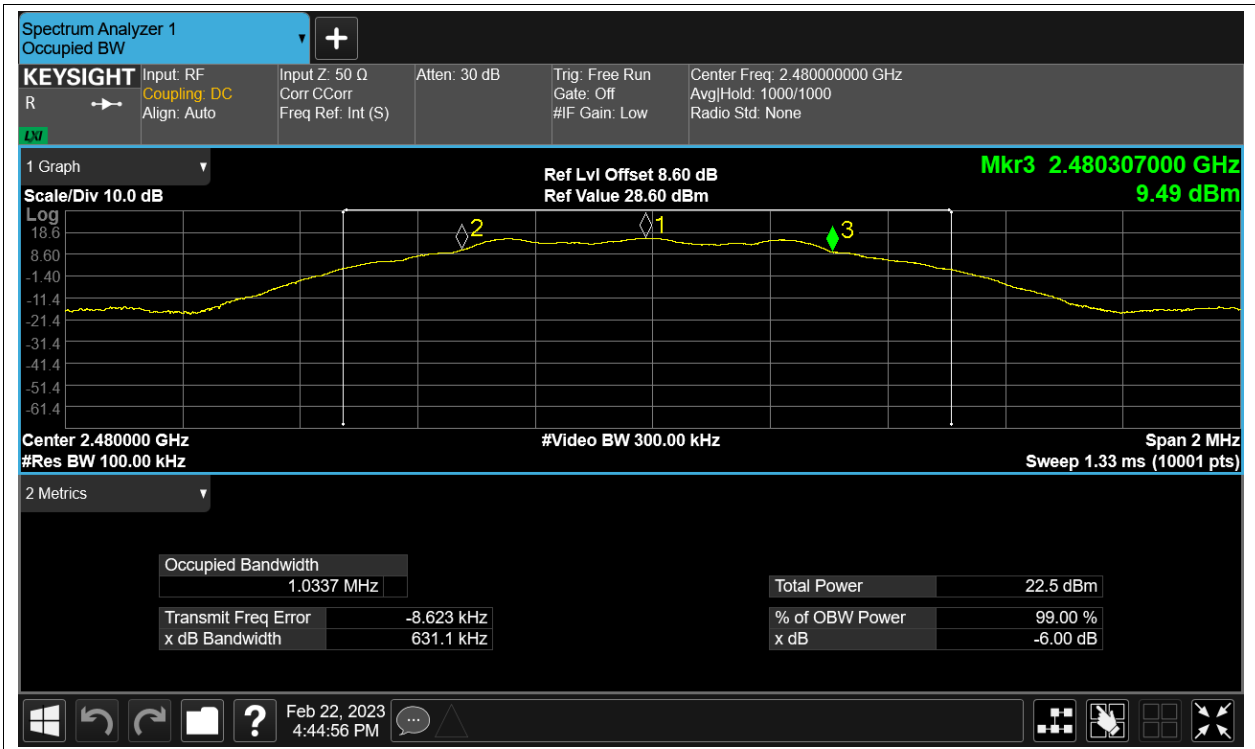 Spectrum Analyzer 1
Occupied BW
KEYSIGHT
R
LXI
Input: RF
Coupling: DC
Align: Auto
Input Z: 50 Ω
Corr CCorr
Freq Ref: Int (S)
Atten: 30 dB
Trig: Free Run
Gate: Off
#IF Gain: Low
Center Freq: 2.480000000 GHz
Avg|Hold: 1000/1000
Radio Std: None
1 Graph
Scale/Div 10.0 dB
Ref Lvl Offset 8.60 dB
Ref Value 28.60 dBm
Mkr3 2.480307000 GHz
9.49 dBm
Log
18.6
8.60
-1.40
-11.4
-21.4
-31.4
-41.4
-51.4
-61.4
2
1
3
Center 2.480000 GHz
#Res BW 100.00 kHz
#Video BW 300.00 kHz
Span 2 MHz
Sweep 1.33 ms (10001 pts)
2 Metrics
Occupied Bandwidth
1.0337 MHz
Transmit Freq Error -8.623 kHz
x dB Bandwidth 631.1 kHz
Total Power 22.5 dBm
% of OBW Power 99.00 %
x dB -6.00 dB
?
Feb 22, 2023
4:44:56 PM